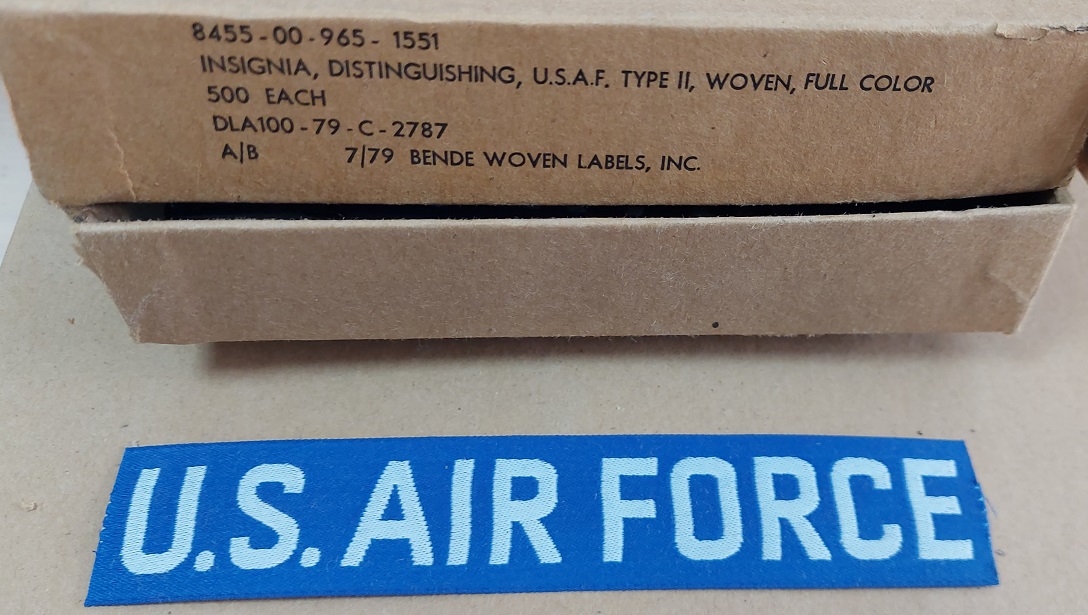 8455-00-965-1551
INSIGNIA, DISTINGUISHING, U.S.A.F. TYPE II, WOVEN, FULL COLOR
500 EACH
DLA100-79-C-2787
A/B 7/79 BENDE WOVEN LABELS, INC.
U.S. AIR FORCE